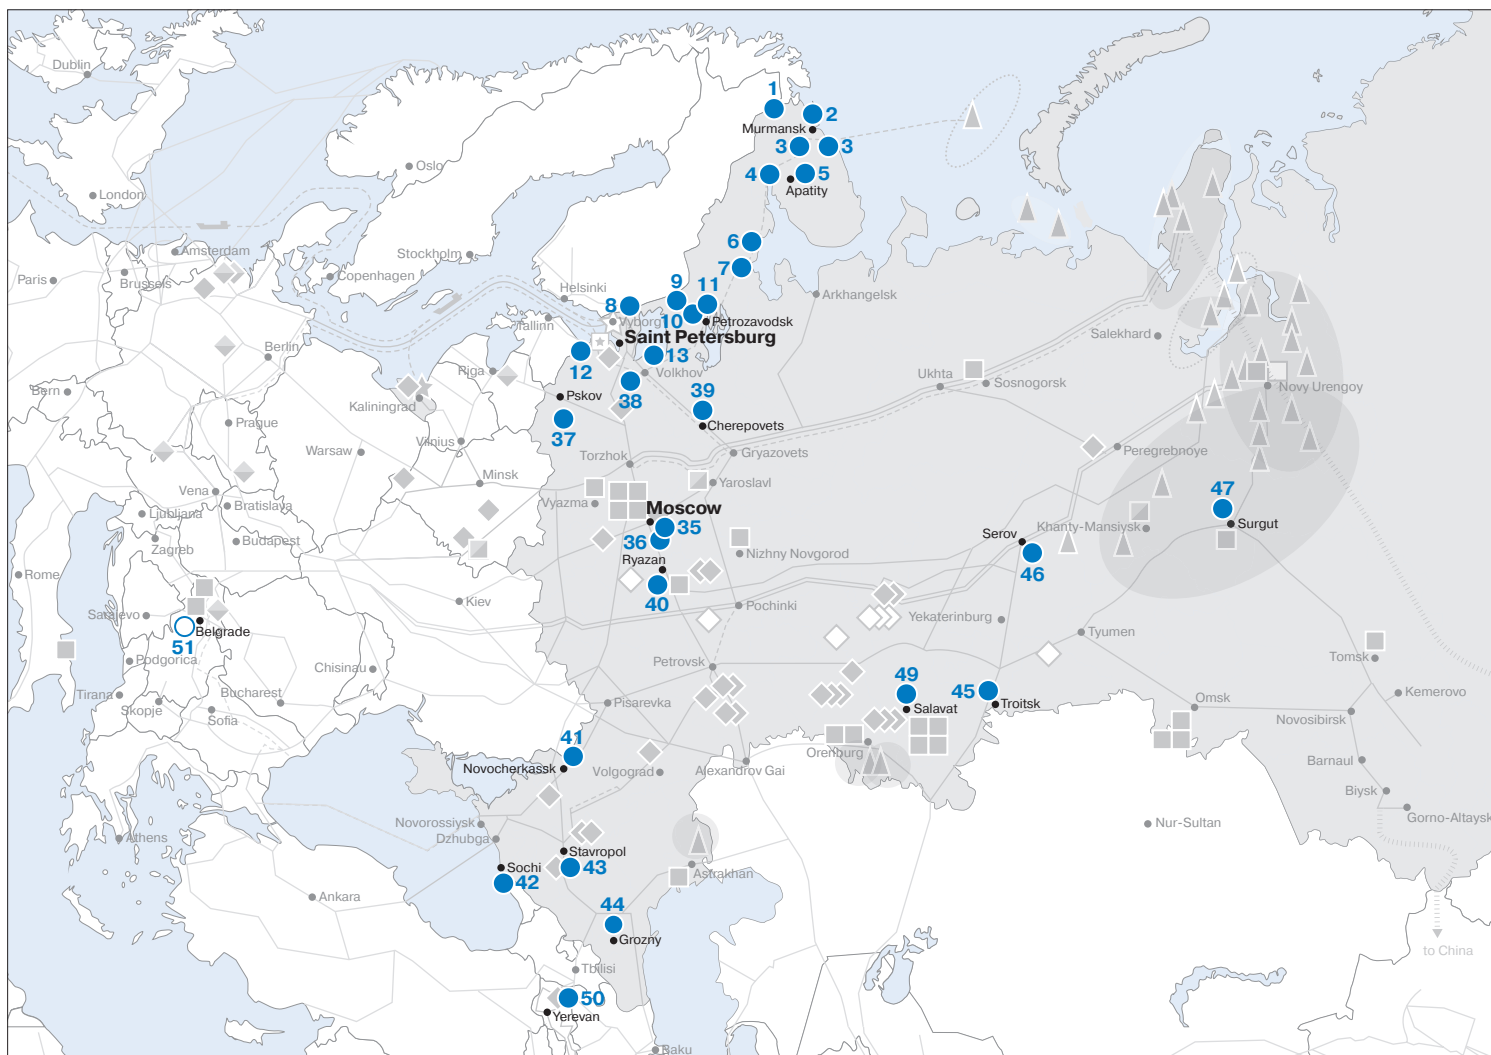 Dublin
1
2
Murmansk
3
3
Oslo
4
5
Apatity
London
6
Stockholm
Amsterdam
7
Brussels
Paris
Copenhagen
Helsinki
9
11
Arkhangelsk
8
10
Vyborg
Petrozavodsk
Tallinn
Saint Petersburg
Salekhard
Berlin
12
13
Riga
Volkhov
Ukhta
Sosnogorsk
Novy Urengoy
Bern
38
Pskov
39
Kaliningrad
Prague
37
Cherepovets
Vilnius
Warsaw
Torzhok
Gryazovets
Peregrebnoye
Minsk
Yaroslavl
47
Vena
Vyazma
Bratislava
Moscow
Ljubljana
35
Khanty-Mansiysk
Surgut
Zagreb
Budapest
36
Serov
Nizhny Novgorod
Ryazan
46
Rome
40
Kiev
Pochinki
Sarajevo
Yekaterinburg
Belgrade
Tyumen
51
Podgorica
Chisinau
Petrovsk
Tomsk
Tirana
Bucharest
49
45
Kemerovo
Skopje
Pisarevka
Salavat
Troitsk
Omsk
Sofia
Novosibirsk
41
Orenburg
Novocherkassk
Volgograd
Alexandrov Gai
Barnaul
Biysk
Novorossiysk
Nur-Sultan
Gorno-Altaysk
Athens
Dzhubga
Stavropol
Sochi
43
Astrakhan
42
Ankara
44
Grozny
to China
Tbilisi
50
Yerevan
Baku